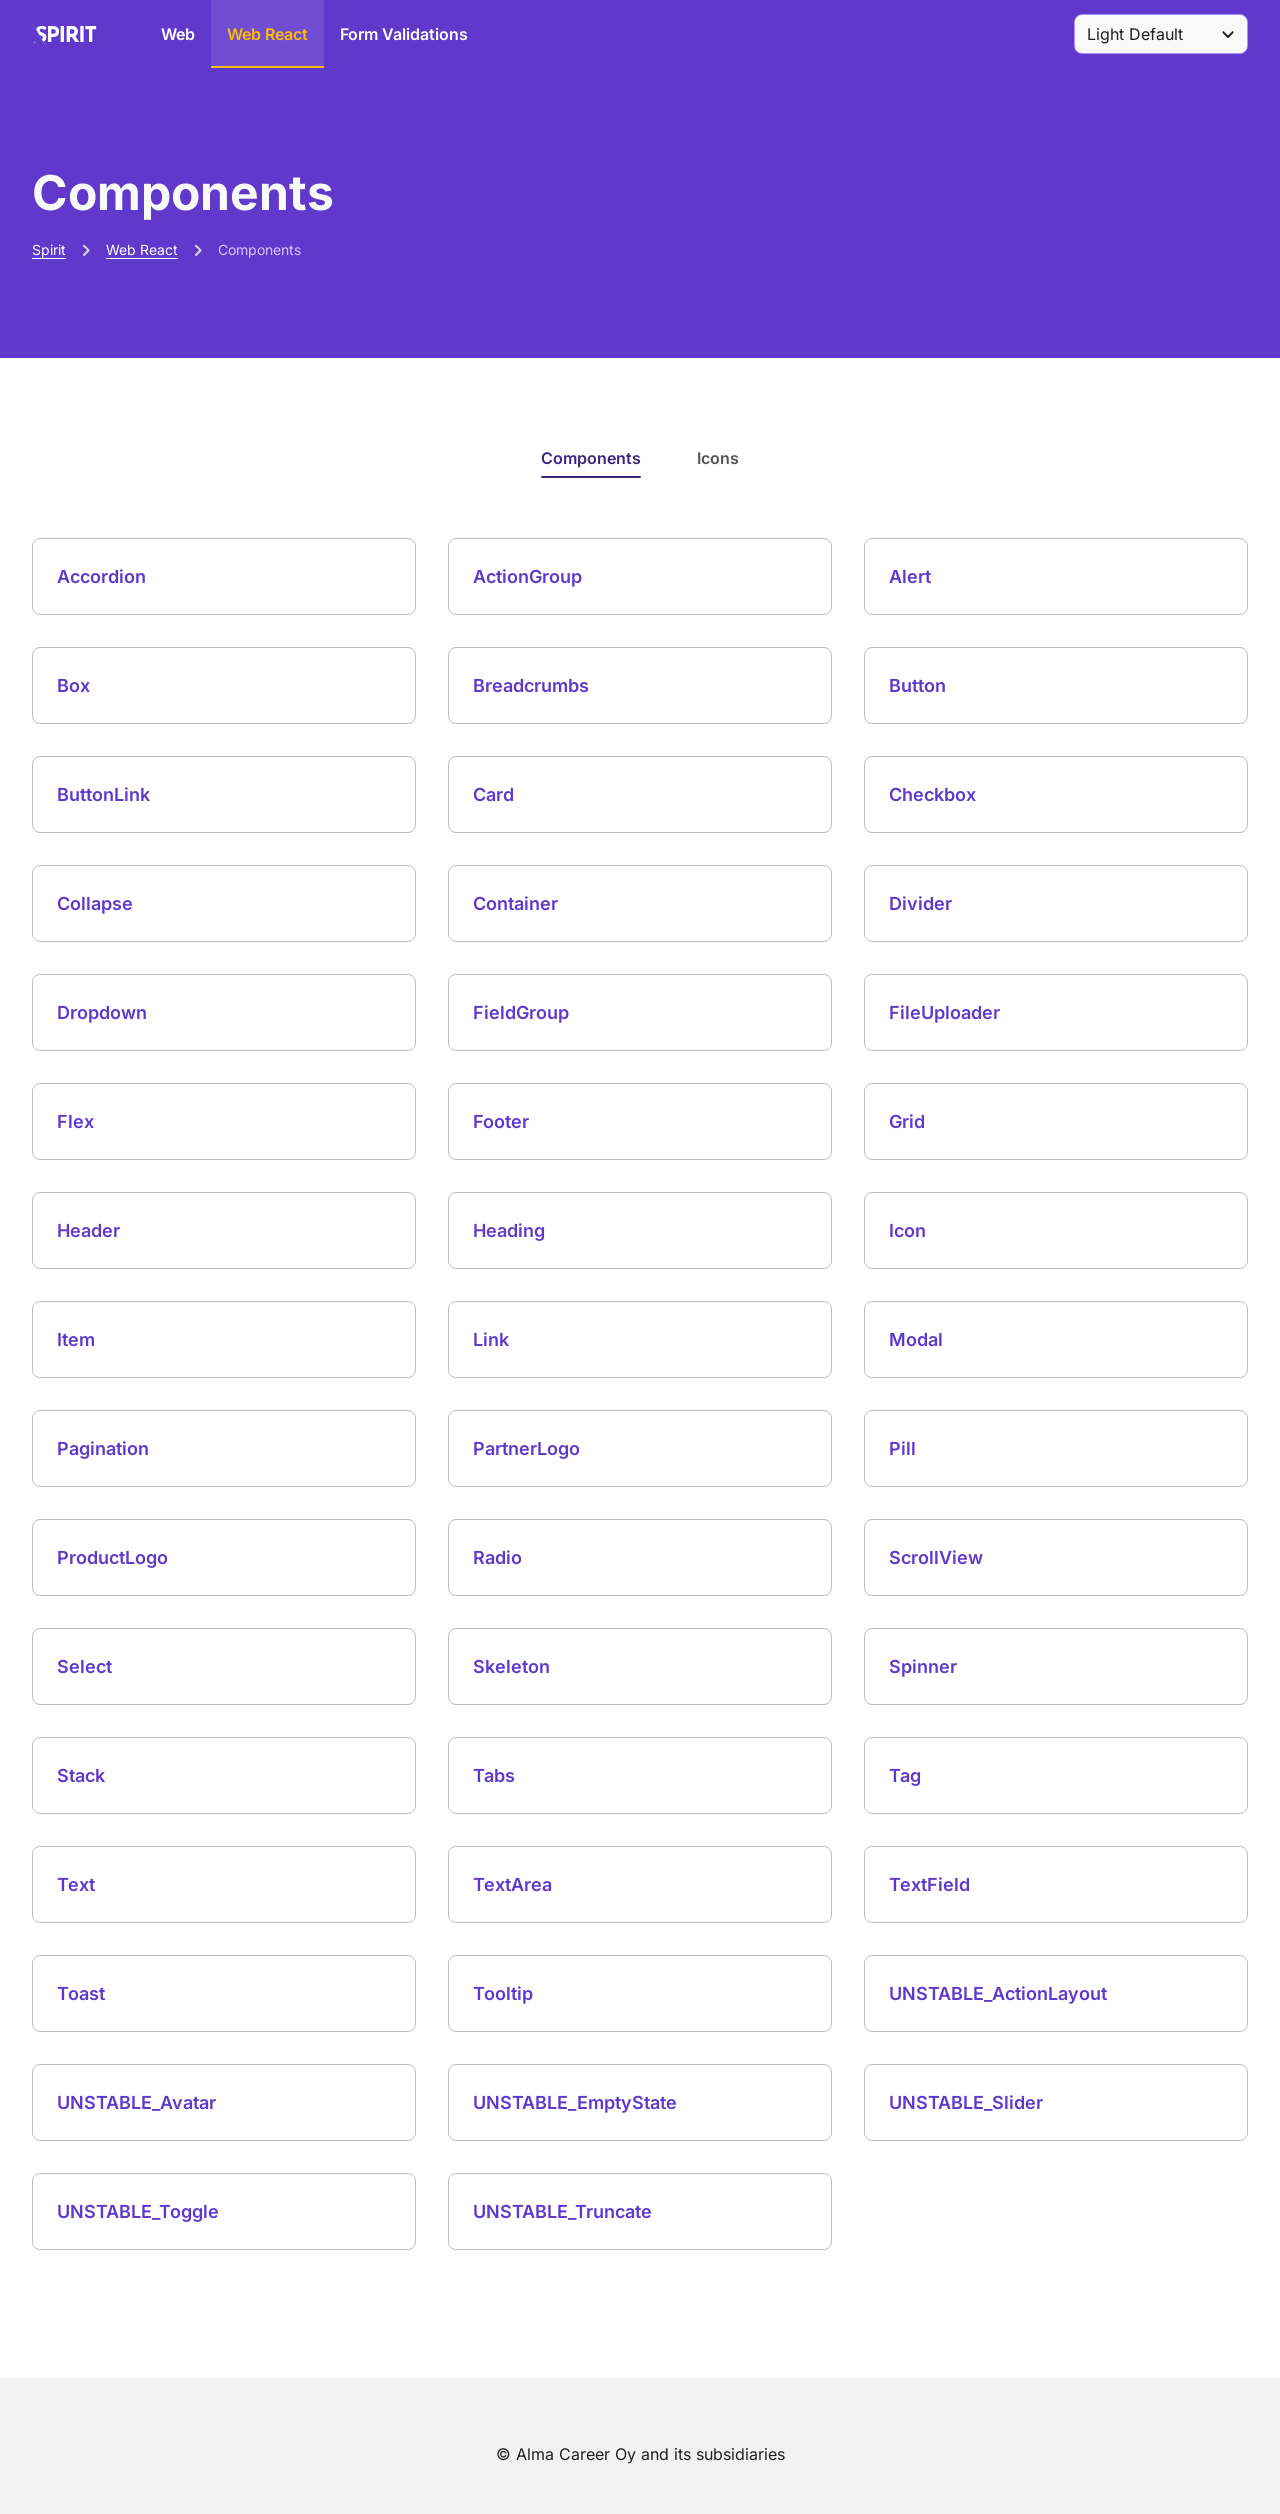 SPIRIT Web Web React Form Validations Light Default
Components
Spirit Web React Components
Components Icons
Accordion ActionGroup Alert
Box Breadcrumbs Button
ButtonLink Card Checkbox
Collapse Container Divider
Dropdown FieldGroup FileUploader
Flex Footer Grid
Header Heading Icon
Item Link Modal
Pagination PartnerLogo Pill
ProductLogo Radio ScrollView
Select Skeleton Spinner
Stack Tabs Tag
Text TextArea TextField
Toast Tooltip UNSTABLE_ActionLayout
UNSTABLE_Avatar UNSTABLE_EmptyState UNSTABLE_Slider
UNSTABLE_Toggle UNSTABLE_Truncate
© Alma Career Oy and its subsidiaries